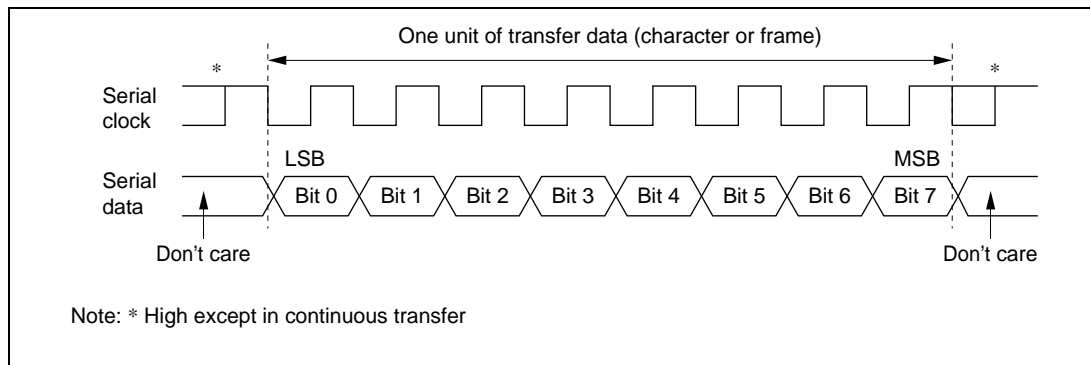 One unit of transfer data (character or frame)
* *
Serial
clock
LSB MSB
Serial
data
Bit 0 Bit 1 Bit 2 Bit 3 Bit 4 Bit 5 Bit 6 Bit 7
Don't care Don't care
Note: * High except in continuous transfer